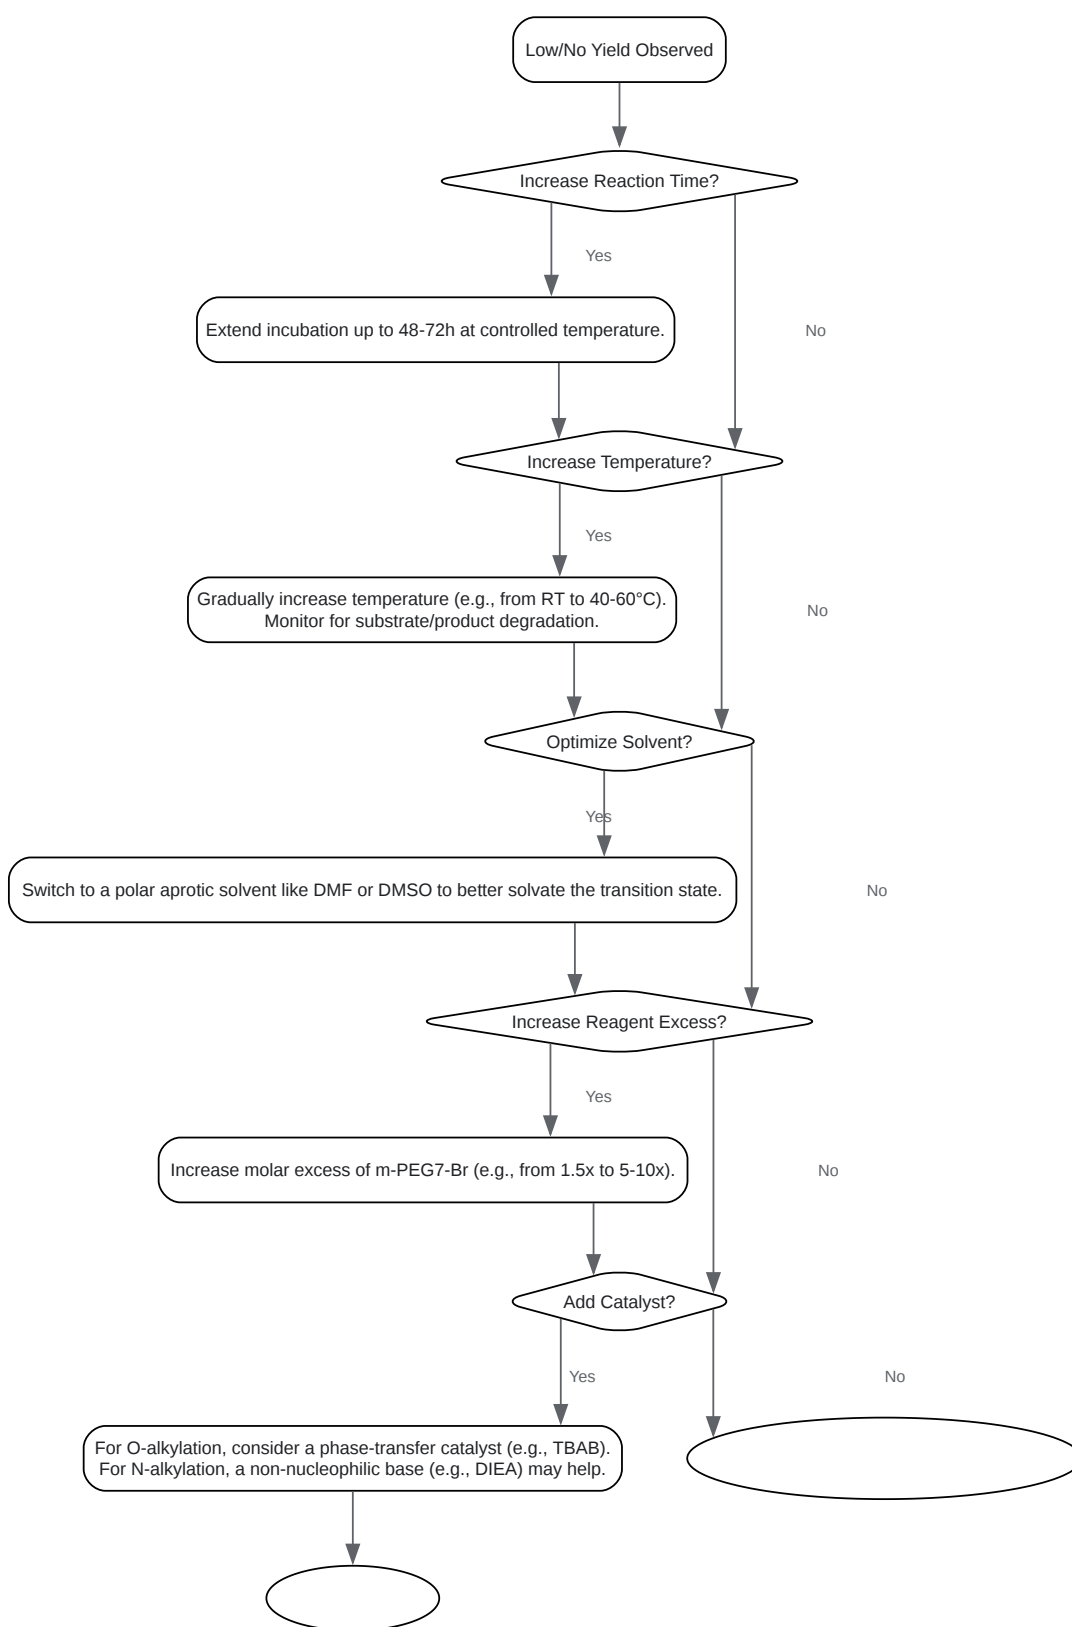 Low/No Yield Observed
Increase Reaction Time?
Yes
Extend incubation up to 48-72h at controlled temperature.
No
Increase Temperature?
Yes
Gradually increase temperature (e.g., from RT to 40-60°C).
Monitor for substrate/product degradation.
No
Optimize Solvent?
Yes
Switch to a polar aprotic solvent like DMF or DMSO to better solvate the transition state.
No
Increase Reagent Excess?
Yes
Increase molar excess of m-PEG7-Br (e.g., from 1.5x to 5-10x).
No
Add Catalyst?
Yes
No
For O-alkylation, consider a phase-transfer catalyst (e.g., TBAB).
For N-alkylation, a non-nucleophilic base (e.g., DIEA) may help.